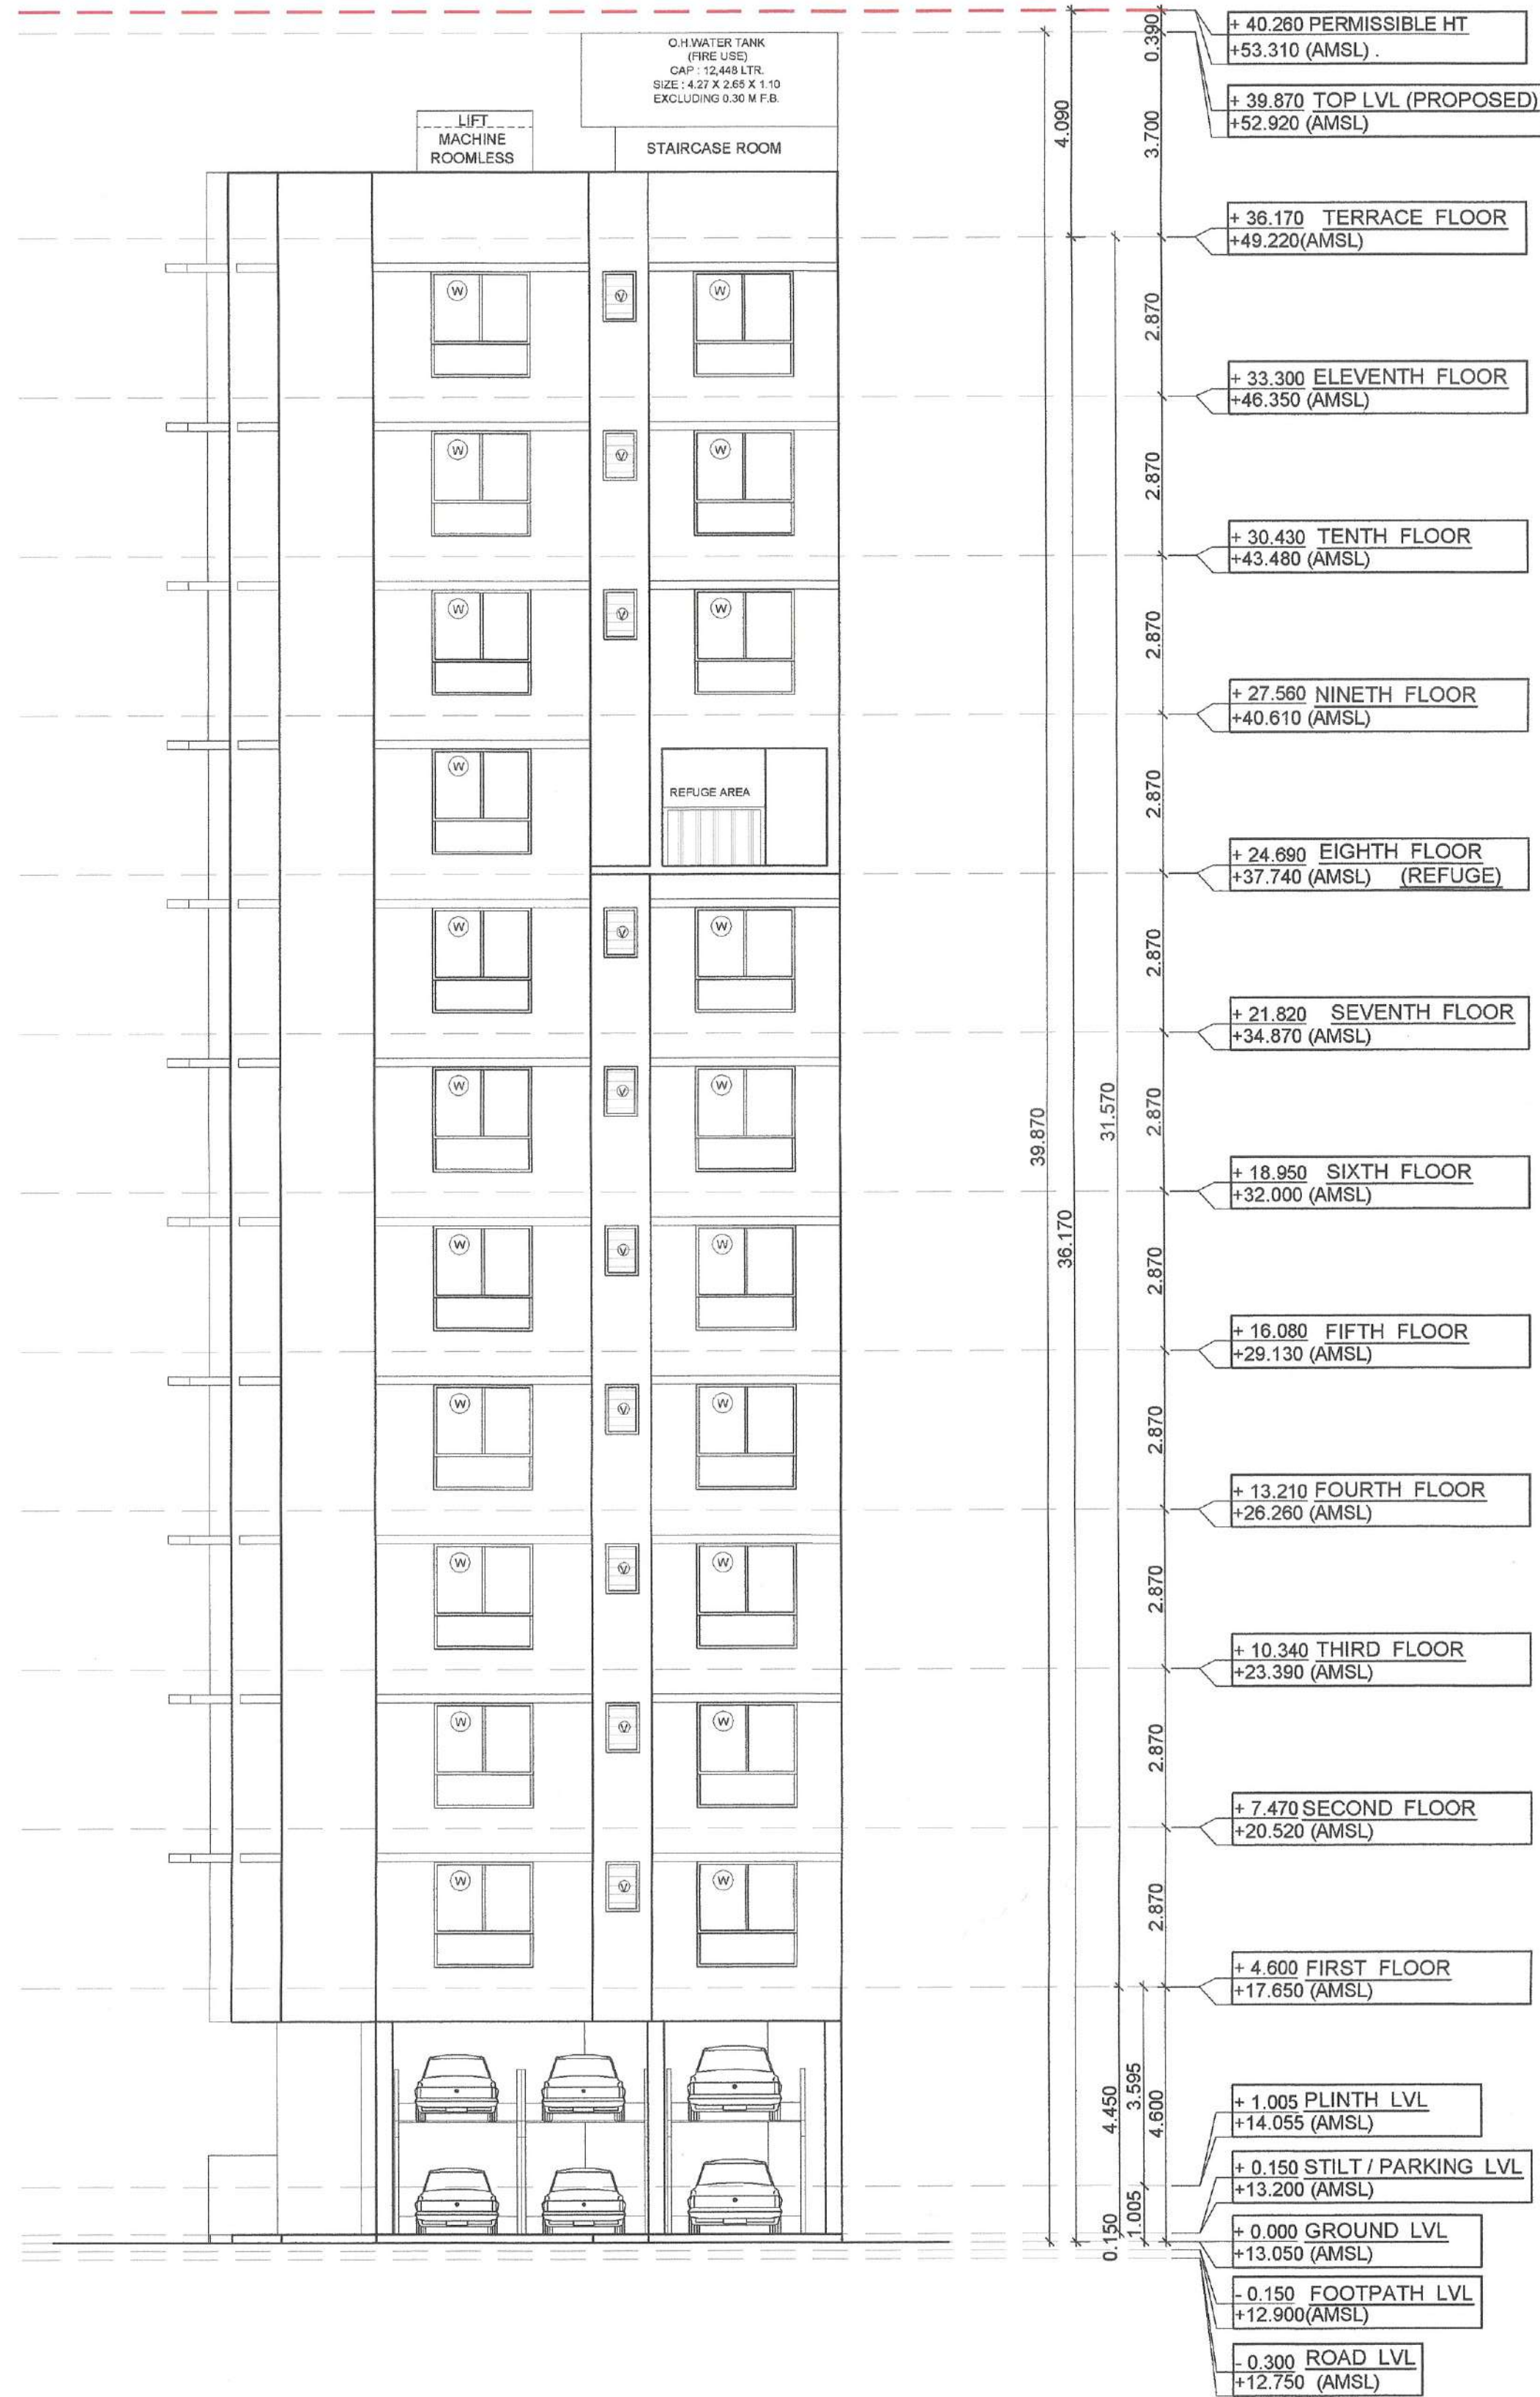 + 40.260 PERMISSIBLE HT
+53.310 (AMSL) .
0.390
O.H.WATER TANK
(FIRE USE)
CAP : 12,448 LTR.
SIZE : 4.27 X 2.65 X 1.10
EXCLUDING 0.30 M F.B.
+ 39.870 TOP LVL (PROPOSED)
+52.920 (AMSL)
4.090
3.700
LIFT
MACHINE
ROOMLESS
STAIRCASE ROOM
+ 36.170 TERRACE FLOOR
+49.220(AMSL)
W
V
W
2.870
+ 33.300 ELEVENTH FLOOR
+46.350 (AMSL)
W
V
W
2.870
+ 30.430 TENTH FLOOR
+43.480 (AMSL)
W
V
W
2.870
+ 27.560 NINETH FLOOR
+40.610 (AMSL)
W
REFUGE AREA
2.870
+ 24.690 EIGHTH FLOOR
+37.740 (AMSL) (REFUGE)
W
V
W
2.870
+ 21.820 SEVENTH FLOOR
+34.870 (AMSL)
W
V
W
39.870
31.570
2.870
+ 18.950 SIXTH FLOOR
+32.000 (AMSL)
W
V
W
36.170
2.870
+ 16.080 FIFTH FLOOR
+29.130 (AMSL)
W
V
W
2.870
+ 13.210 FOURTH FLOOR
+26.260 (AMSL)
W
V
W
2.870
+ 10.340 THIRD FLOOR
+23.390 (AMSL)
W
V
W
2.870
+ 7.470 SECOND FLOOR
+20.520 (AMSL)
W
V
W
2.870
+ 4.600 FIRST FLOOR
+17.650 (AMSL)
4.450
3.595
4.600
+ 1.005 PLINTH LVL
+14.055 (AMSL)
+ 0.150 STILT / PARKING LVL
+13.200 (AMSL)
0.150
1.005
+ 0.000 GROUND LVL
+13.050 (AMSL)
- 0.150 FOOTPATH LVL
+12.900(AMSL)
- 0.300 ROAD LVL
+12.750 (AMSL)